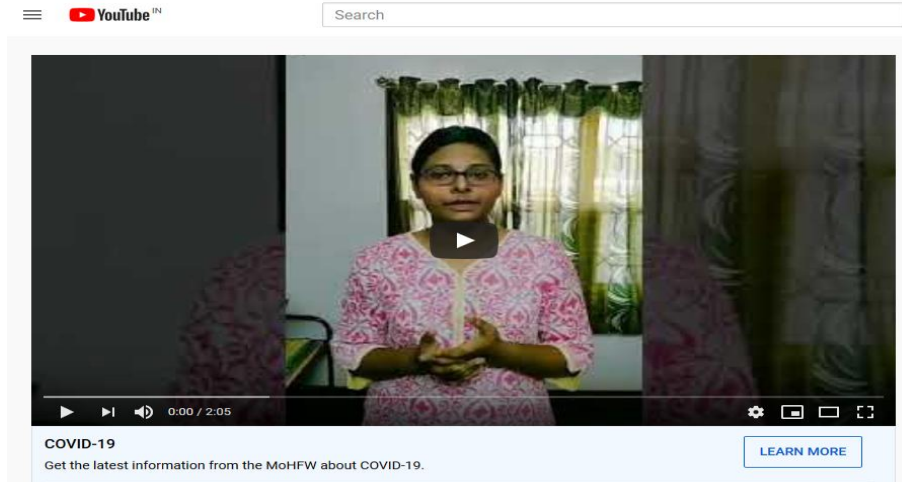 YouTube IN
Search
0:00 / 2:05
COVID-19
Get the latest information from the MoHFW about COVID-19.
LEARN MORE